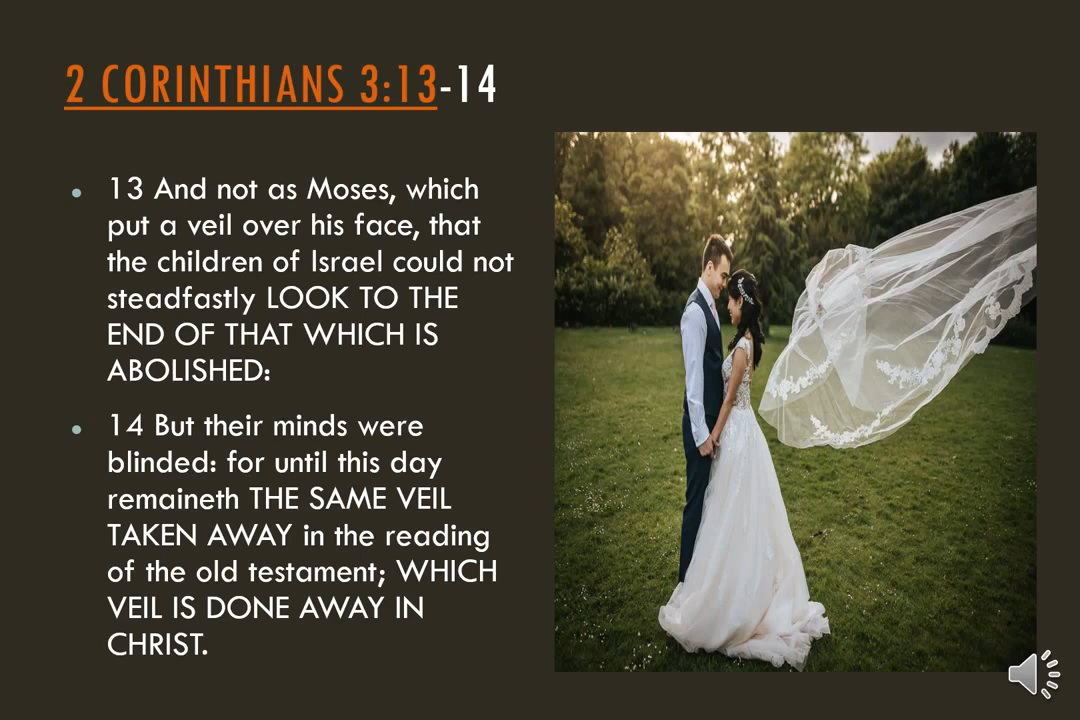 2 CORINTHIANS 3:13-14
13 And not as Moses, which
put a veil over his face, that
the children of Israel could not
steadfastly LOOK TO THE
END OF THAT WHICH IS
ABOLISHED:
14 But their minds were
blinded: for until this day
remaineth THE SAME VEIL
TAKEN AWAY in the reading
of the old testament; WHICH
VEIL IS DONE AWAY IN
CHRIST.